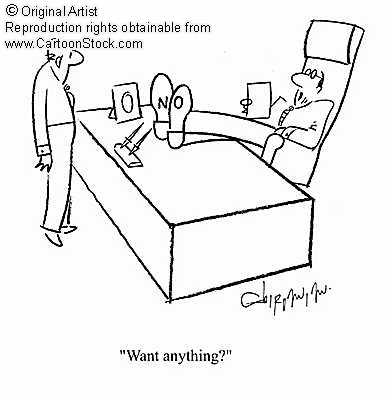 © Original Artist
Reproduction rights obtainable from
www.CartoonStock.com
NO
"Want anything?"